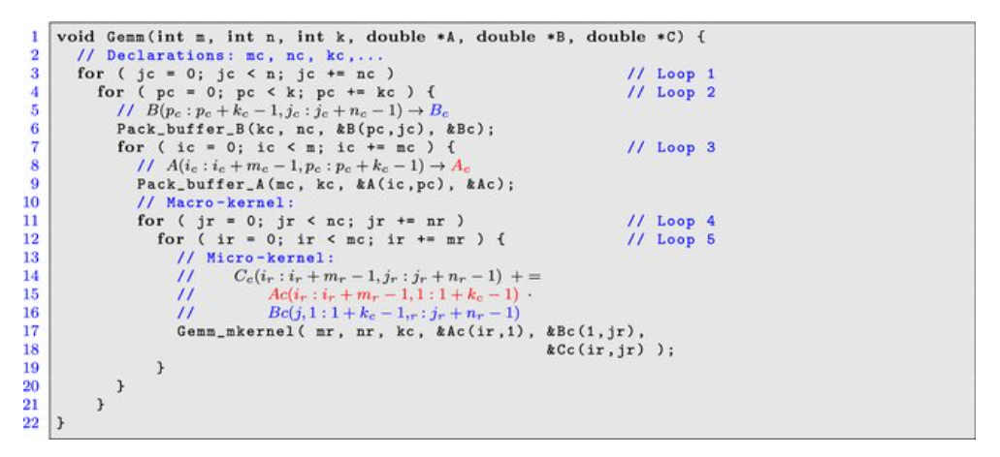 1 void Gemm(int m, int n, int k, double *A, double *B, double *C) {
2 // Declarations: mc, nc, kc,...
3 for ( jc = 0; jc < n; jc += nc ) // Loop 1
4 for ( pc = 0; pc < k; pc += kc ) { // Loop 2
5 // B(p_c : p_c + k_c − 1, j_c : j_c + n_c − 1) → B_c
6 Pack_buffer_B(kc, nc, &B(pc,jc), &Bc);
7 for ( ic = 0; ic < m; ic += mc ) { // Loop 3
8 // A(i_c : i_c + m_c − 1, p_c : p_c + k_c − 1) → A_c
9 Pack_buffer_A(mc, kc, &A(ic,pc), &Ac);
10 // Macro-kernel:
11 for ( jr = 0; jr < nc; jr += nr ) // Loop 4
12 for ( ir = 0; ir < mc; ir += mr ) { // Loop 5
13 // Micro-kernel:
14 // C_c(i_r : i_r + m_r − 1, j_r : j_r + n_r − 1) + =
15 // Ac(i_r : i_r + m_r − 1, 1 : 1 + k_c − 1) ·
16 // Bc(j, 1 : 1 + k_c − 1,_r : j_r + n_r − 1)
17 Gemm_mkernel( mr, nr, kc, &Ac(ir,1), &Bc(1,jr),
18 &Cc(ir,jr) );
19 }
20 }
21 }
22 }